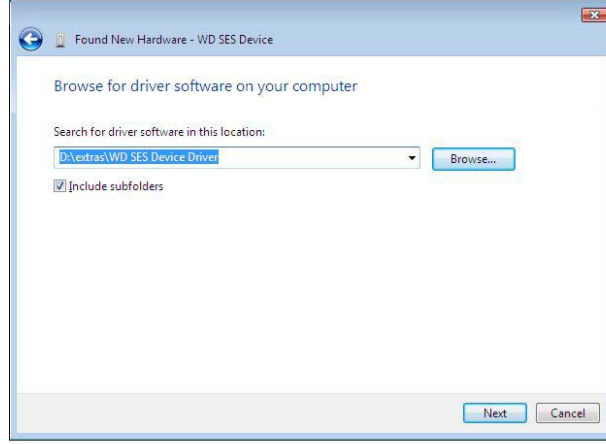 Found New Hardware - WD SES Device
Browse for driver software on your computer
Search for driver software in this location:
D:\extras\WD SES Device Driver
Browse...
Include subfolders
Next
Cancel